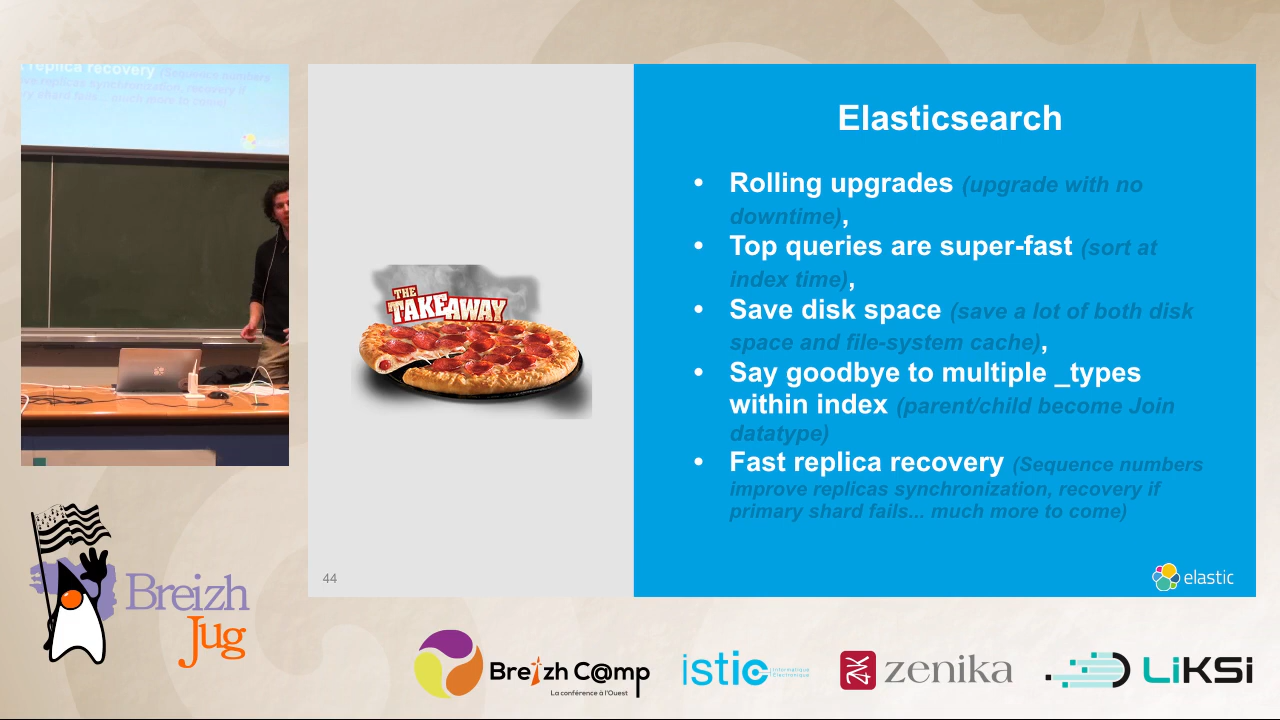 t replica recovery (Sequence numbers
replicas synchronization, recovery if
ry shard fails... much more to come)
THE
TAKEAWAY
44
Elasticsearch
• Rolling upgrades (upgrade with no
downtime),
• Top queries are super-fast (sort at
index time),
• Save disk space (save a lot of both disk
space and file-system cache),
• Say goodbye to multiple _types
within index (parent/child become Join
datatype)
• Fast replica recovery (Sequence numbers
improve replicas synchronization, recovery if
primary shard fails... much more to come)
elastic
Breizh
Jug
Breizh C@mp
La conférence à l'Ouest
istic
Informatique
Électronique
ZK zenika
LiKSi